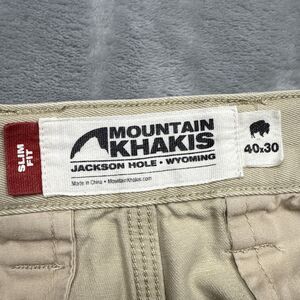 SLIM
FIT
MOUNTAIN
KHAKIS
JACKSON HOLE • WYOMING
Made in China • MountainKhakis.com
40x30